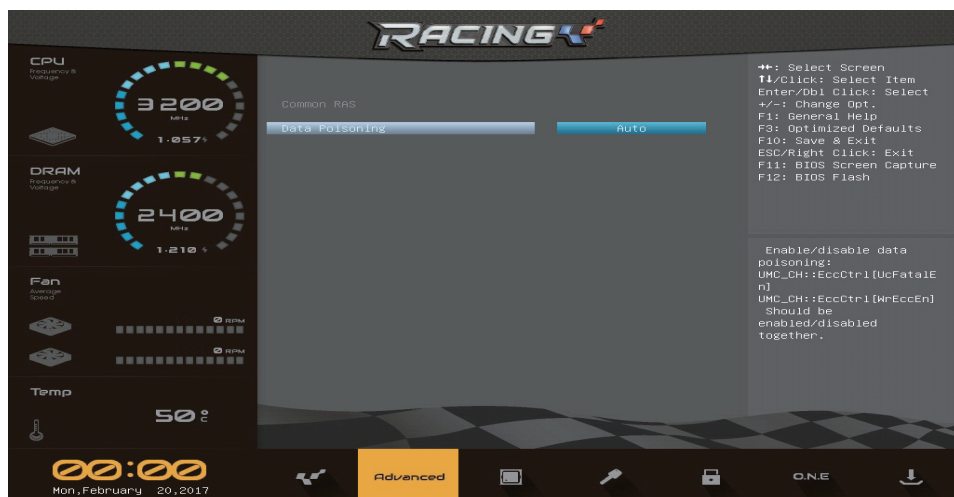 RACING
CPU
Frequency &
Voltage
3200
MHz
1.057
DRAM
Frequency &
Voltage
2400
MHz
1.210
Fan
Average
Speed
0 RPM
0 RPM
Temp
50 °C
00:00
Mon,February 20,2017
Common RAS
Data Poisoning Auto
→←: Select Screen
↑↓/Click: Select Item
Enter/Dbl Click: Select
+/-: Change Opt.
F1: General Help
F3: Optimized Defaults
F10: Save & Exit
ESC/Right Click: Exit
F11: BIOS Screen Capture
F12: BIOS Flash
Enable/disable data
poisoning:
UMC_CH::EccCtrl[UcFatalE
n]
UMC_CH::EccCtrl[WrEccEn]
Should be
enabled/disabled
together.
Advanced
O.N.E